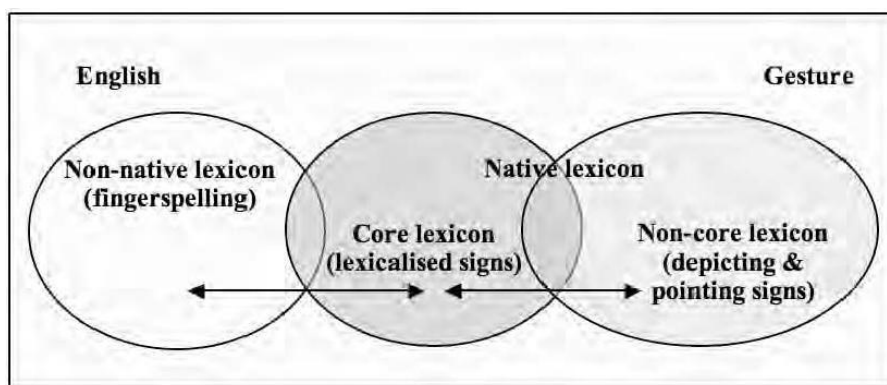 English
Gesture
Non-native lexicon
(fingerspelling)
Native lexicon
Core lexicon
(lexicalised signs)
Non-core lexicon
(depicting &
pointing signs)